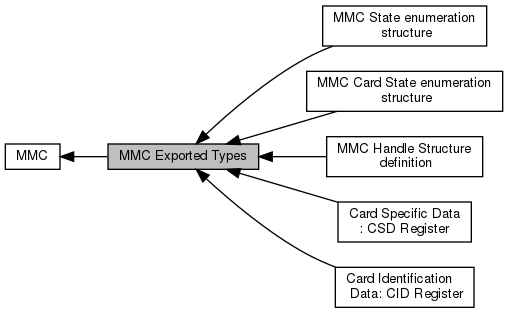 MMC State enumeration
structure
MMC Card State enumeration
structure
MMC
MMC Exported Types
MMC Handle Structure
definition
Card Specific Data
: CSD Register
Card Identification
Data: CID Register